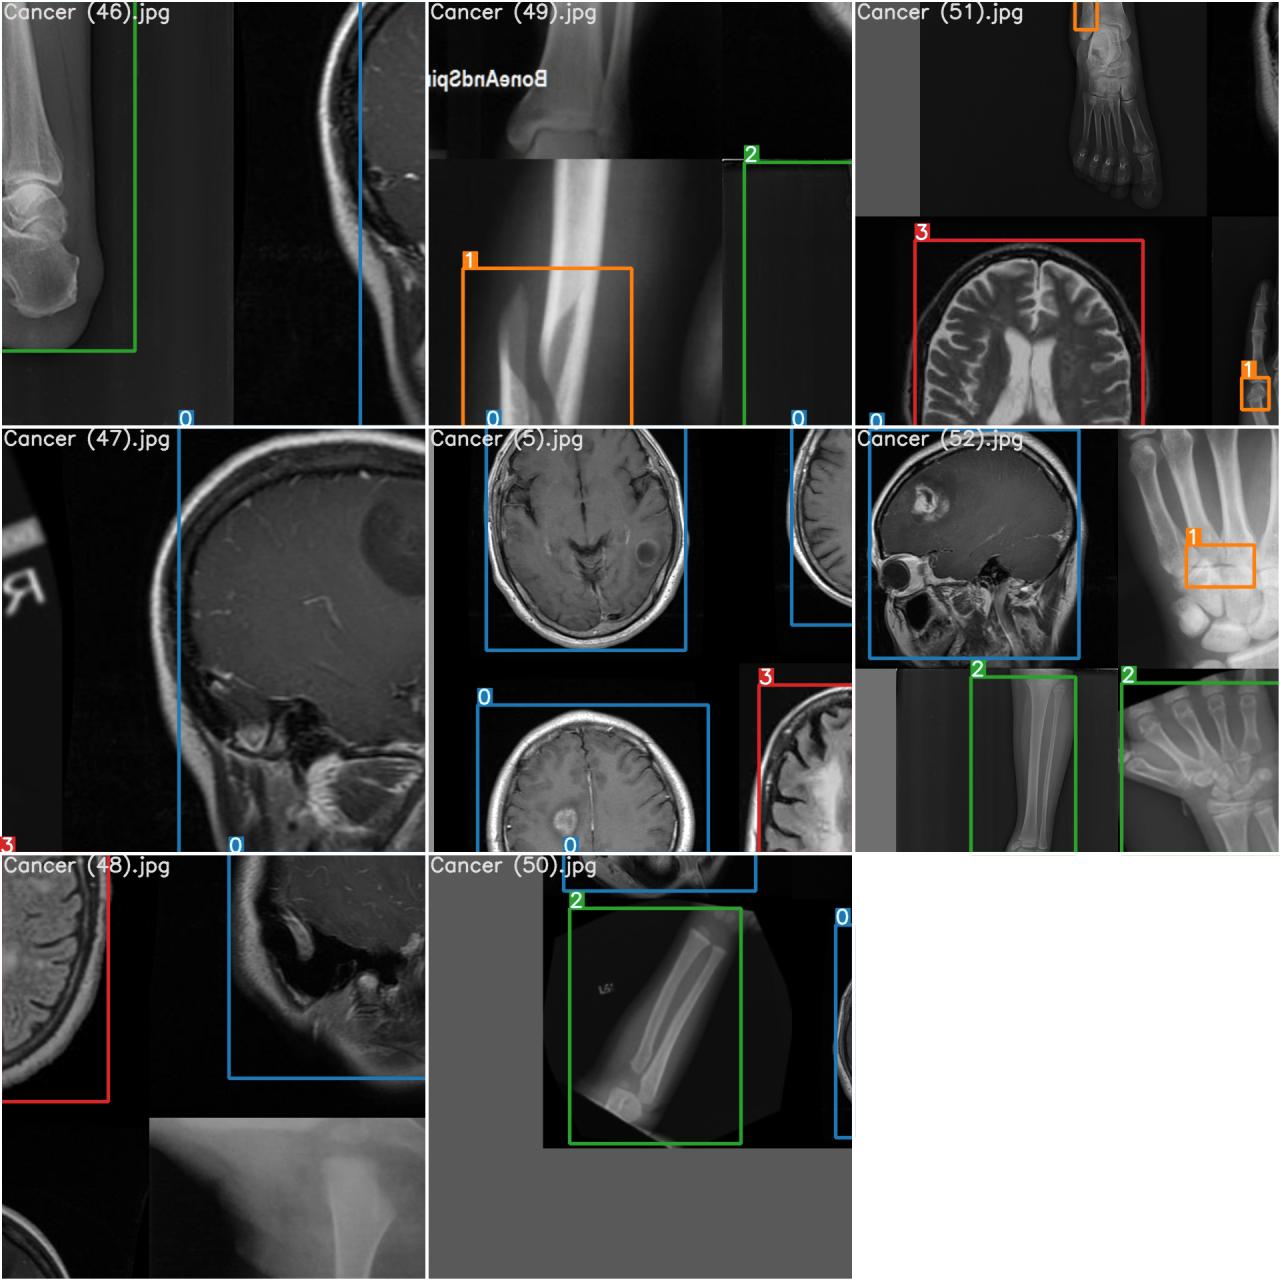 Cancer (46).jpg
Cancer (49).jpg
Cancer (51).jpg
BoneAndSpi
2
3
1
1
0
0
0
0
Cancer (47).jpg
Cancer (5).jpg
Cancer (52).jpg
1
2
2
3
0
3
0
0
Cancer (48).jpg
Cancer (50).jpg
2
0
R